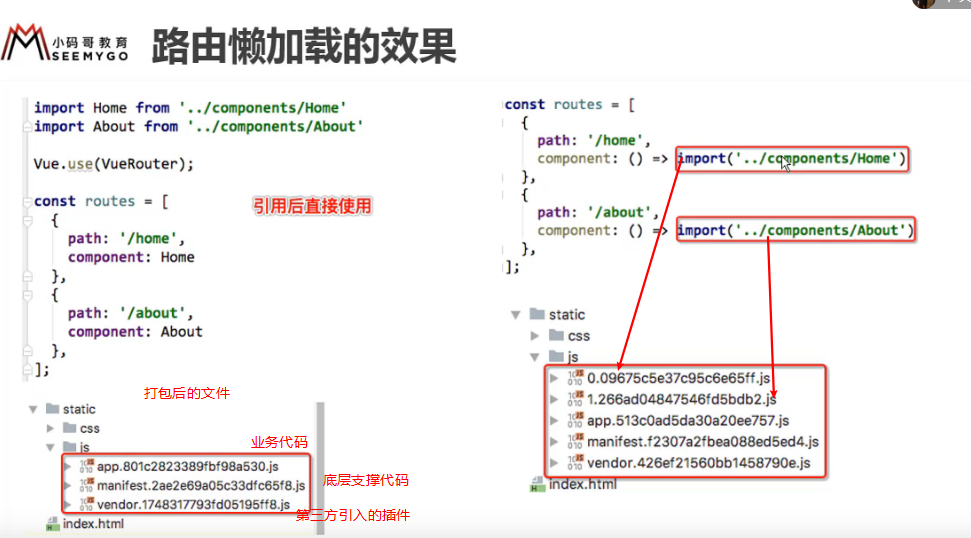 小码哥教育
SEEMYGO
路由懒加载的效果
import Home from '../components/Home'
import About from '../components/About'
Vue.use(VueRouter);
const routes = [
{
path: '/home',
component: Home
},
{
path: '/about',
component: About
},
];
引用后直接使用
打包后的文件
static
css
js
业务代码
app.801c2823389fbf98a530.js
manifest.2ae2e69a05c33dfc65f8.js
底层支撑代码
vendor.1748317793fd05195ff8.js
第三方引入的插件
index.html
const routes = [
{
path: '/home',
component: () => import('../components/Home')
},
{
path: '/about',
component: () => import('../components/About')
},
];
static
css
js
0.09675c5e37c95c6e65ff.js
1.266ad04847546fd5bdb2.js
app.513c0ad5da30a20ee757.js
manifest.f2307a2fbea088ed5ed4.js
vendor.426ef21560bb1458790e.js
index.html